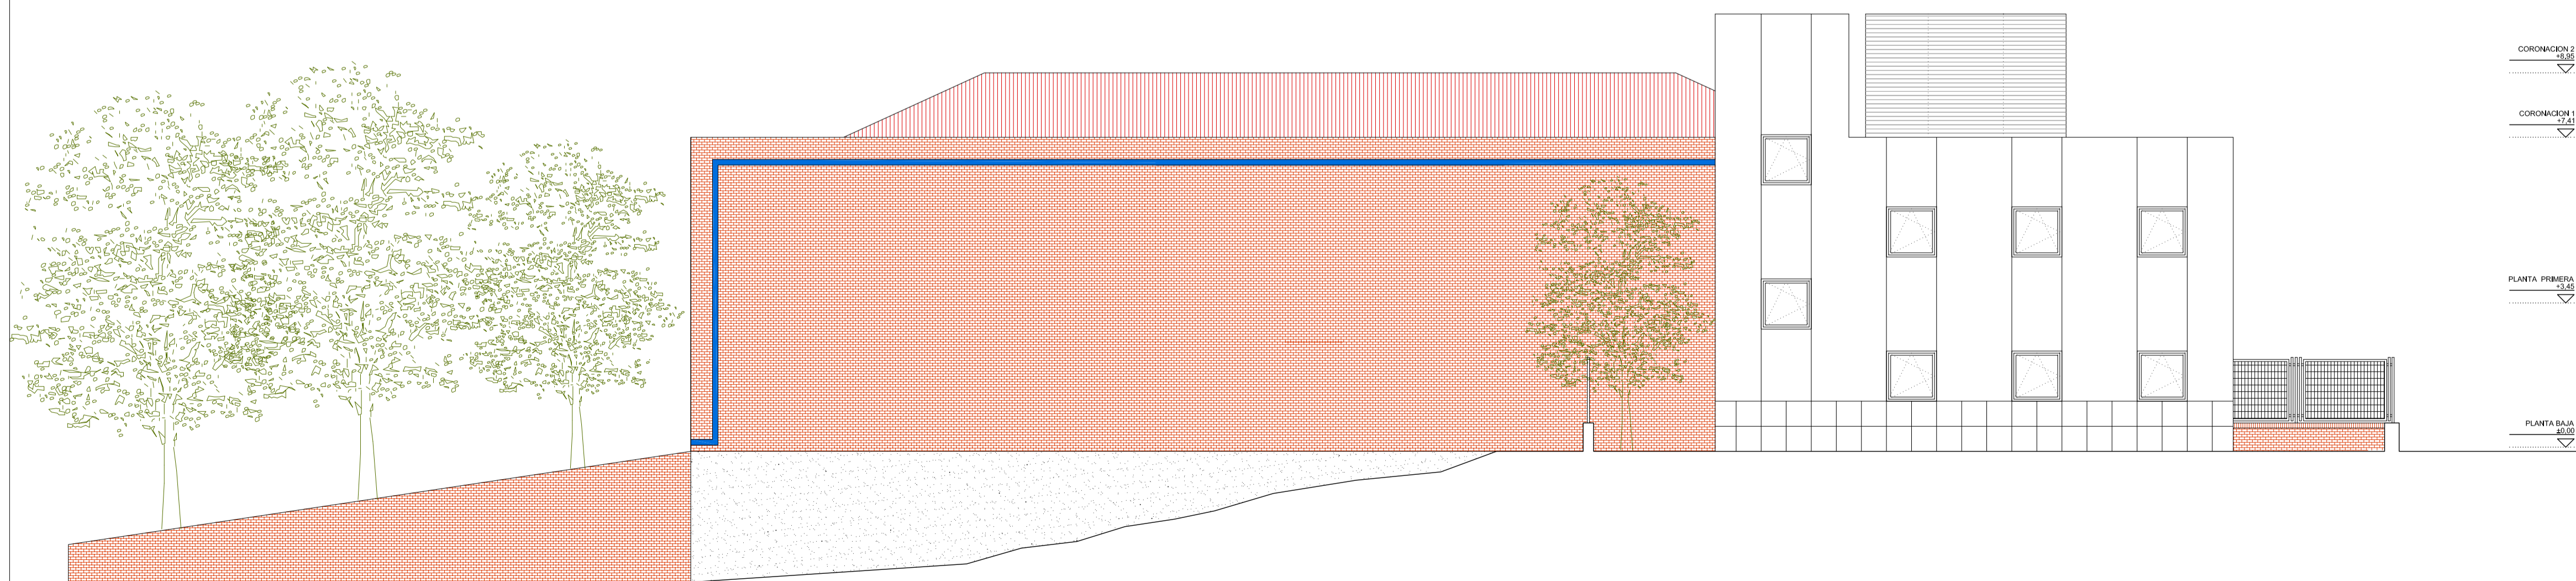 CORONACION 2
+8,95
CORONACION 1
+7,41
PLANTA PRIMERA
+3,45
PLANTA BAJA
±0,00